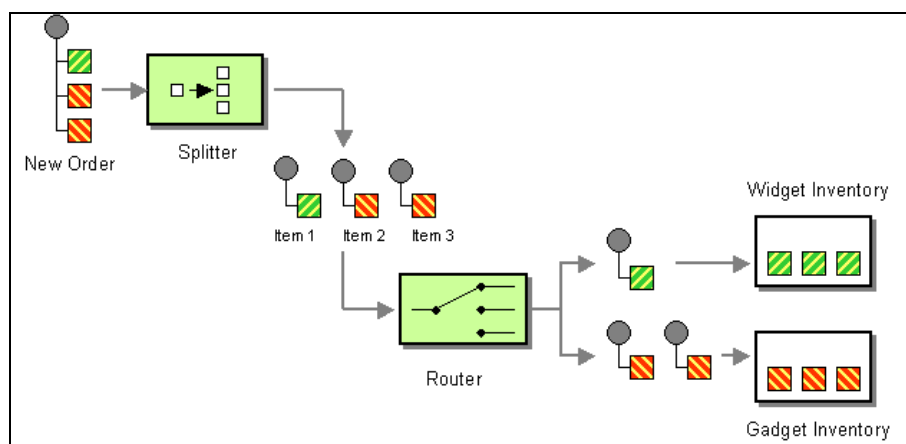 New Order
Splitter
Item 1
Item 2
Item 3
Router
Widget Inventory
Gadget Inventory